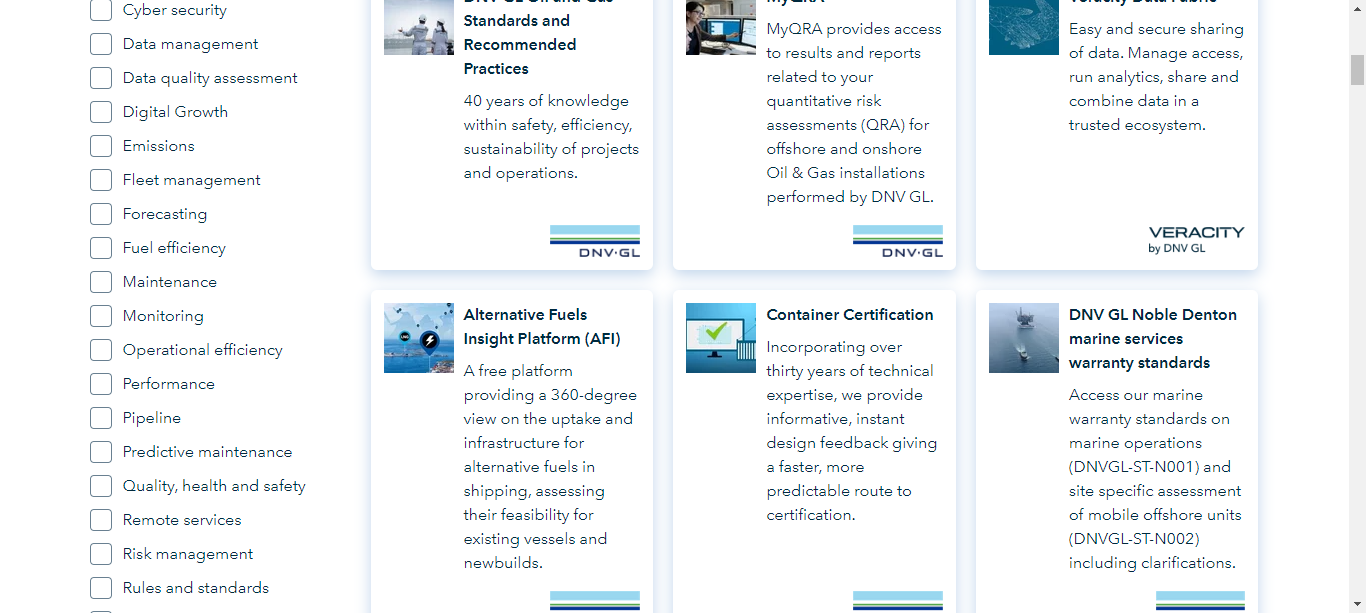 Cyber security
Data management
Data quality assessment
Digital Growth
Emissions
Fleet management
Forecasting
Fuel efficiency
Maintenance
Monitoring
Operational efficiency
Performance
Pipeline
Predictive maintenance
Quality, health and safety
Remote services
Risk management
Rules and standards
DNV GL Oil and Gas
Standards and
Recommended
Practices
40 years of knowledge
within safety, efficiency,
sustainability of projects
and operations.
DNV·GL
MyQRA
MyQRA provides access
to results and reports
related to your
quantitative risk
assessments (QRA) for
offshore and onshore
Oil & Gas installations
performed by DNV GL.
DNV·GL
Veracity Data Fabric
Easy and secure sharing
of data. Manage access,
run analytics, share and
combine data in a
trusted ecosystem.
VERACITY
by DNV GL
Alternative Fuels
Insight Platform (AFI)
A free platform
providing a 360-degree
view on the uptake and
infrastructure for
alternative fuels in
shipping, assessing
their feasibility for
existing vessels and
newbuilds.
Container Certification
Incorporating over
thirty years of technical
expertise, we provide
informative, instant
design feedback giving
a faster, more
predictable route to
certification.
DNV GL Noble Denton
marine services
warranty standards
Access our marine
warranty standards on
marine operations
(DNVGL-ST-N001) and
site specific assessment
of mobile offshore units
(DNVGL-ST-N002)
including clarifications.